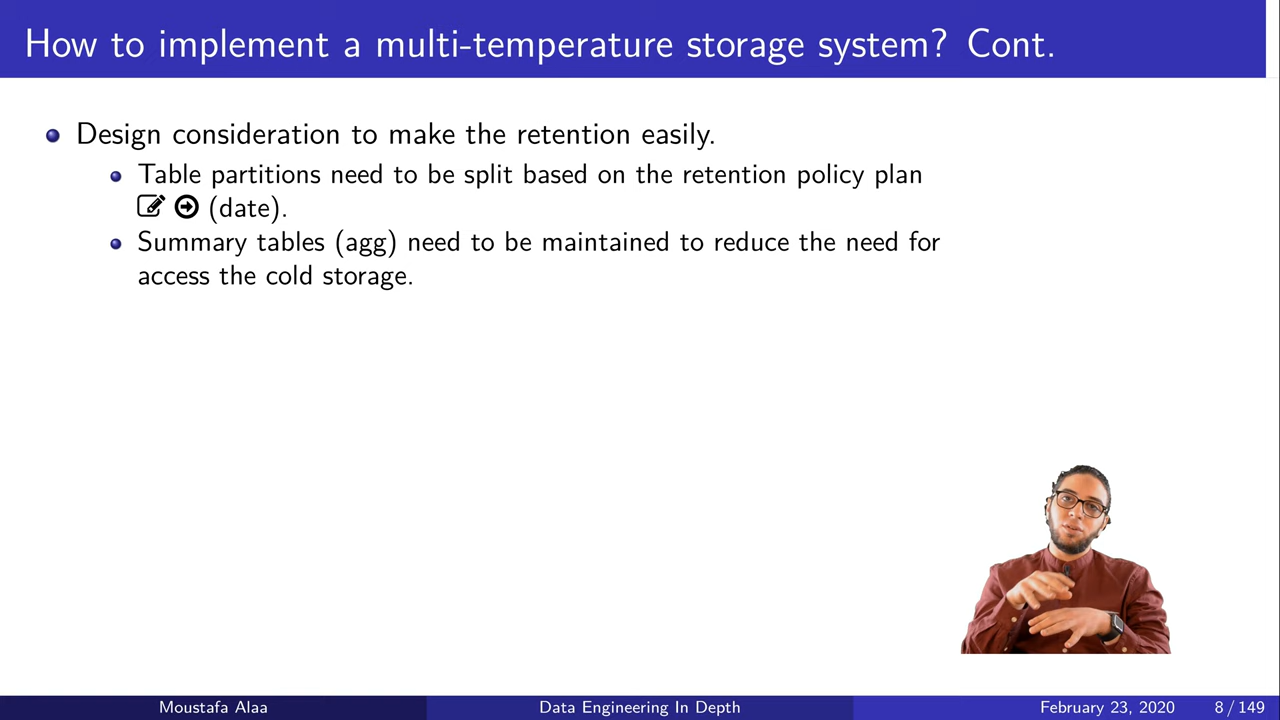 How to implement a multi-temperature storage system? Cont.
Design consideration to make the retention easily.
Table partitions need to be split based on the retention policy plan
(date).
Summary tables (agg) need to be maintained to reduce the need for
access the cold storage.
Moustafa Alaa
Data Engineering In Depth
February 23, 2020
8 / 149